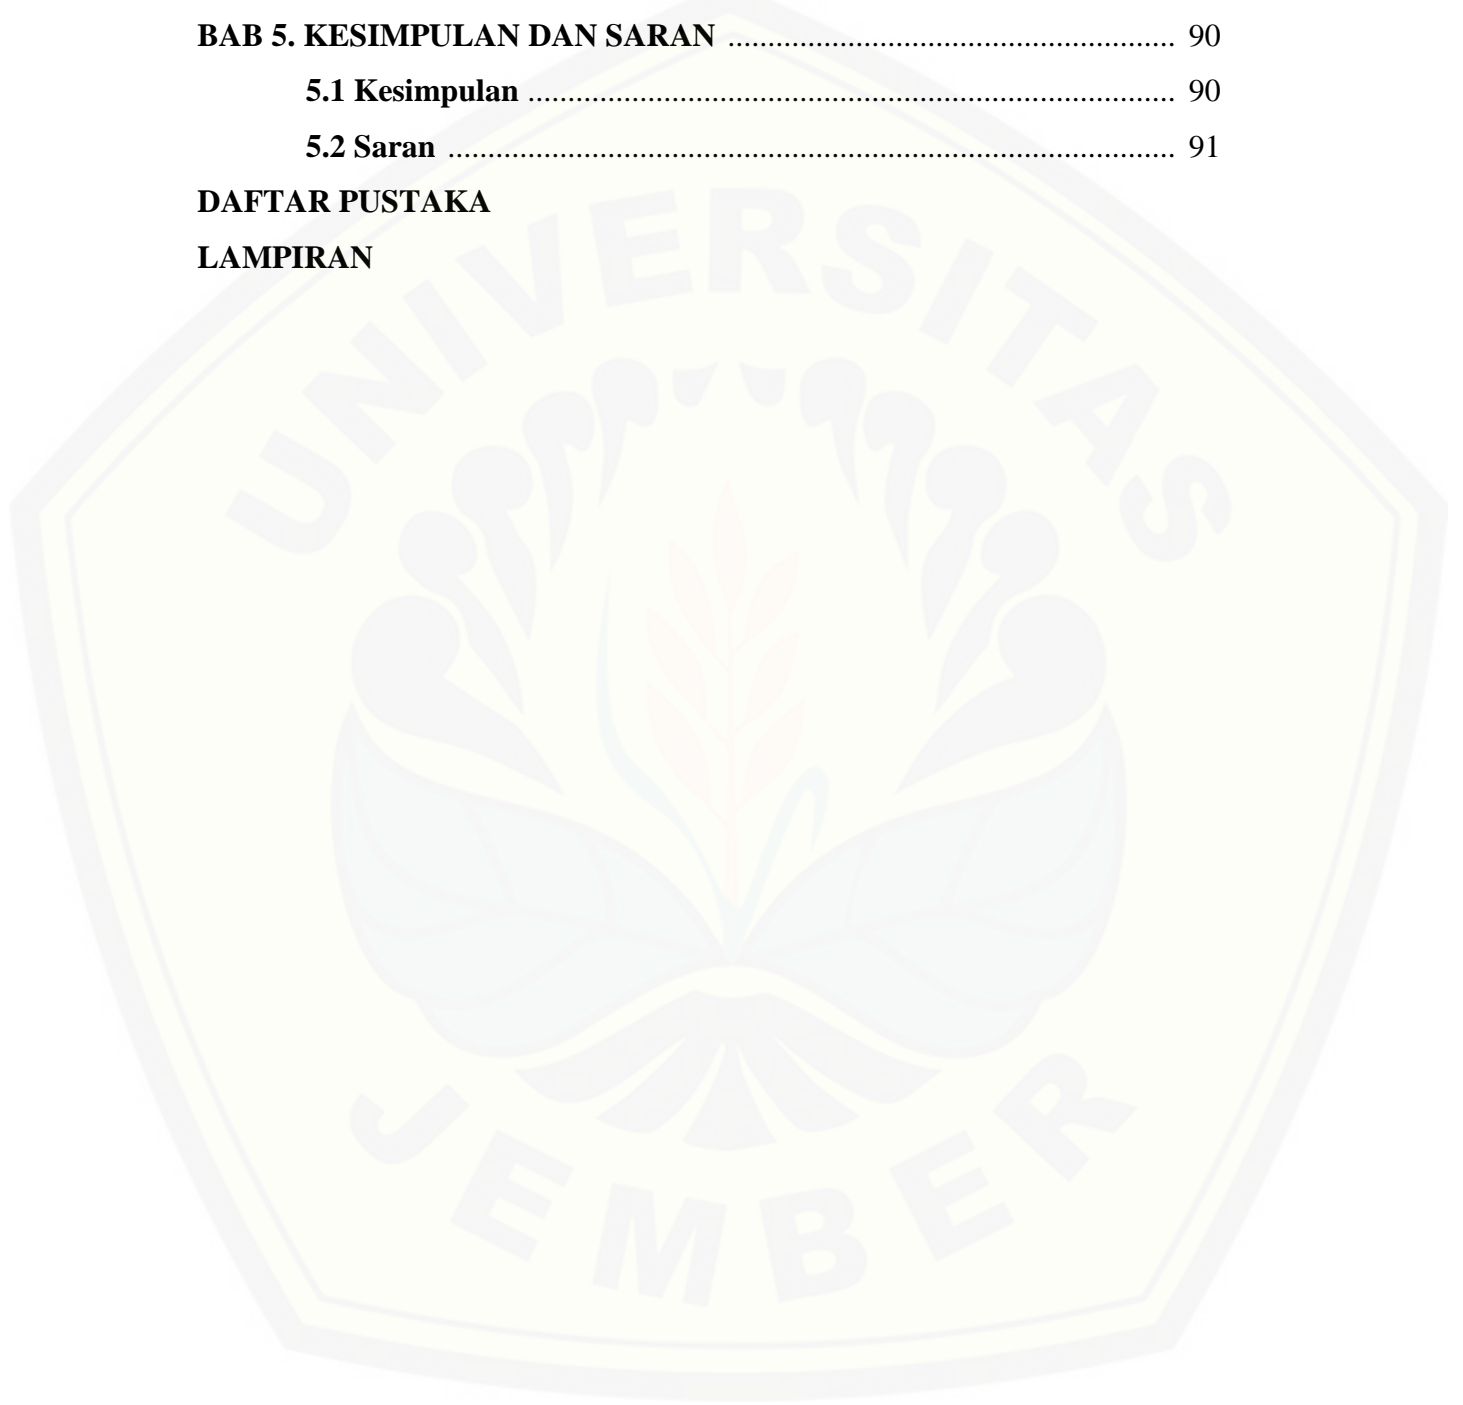 BAB 5. KESIMPULAN DAN SARAN ........................................................ 90
5.1 Kesimpulan ................................................................................. 90
5.2 Saran ........................................................................................... 91
DAFTAR PUSTAKA
LAMPIRAN
UNIVERSITAS
JEMBER